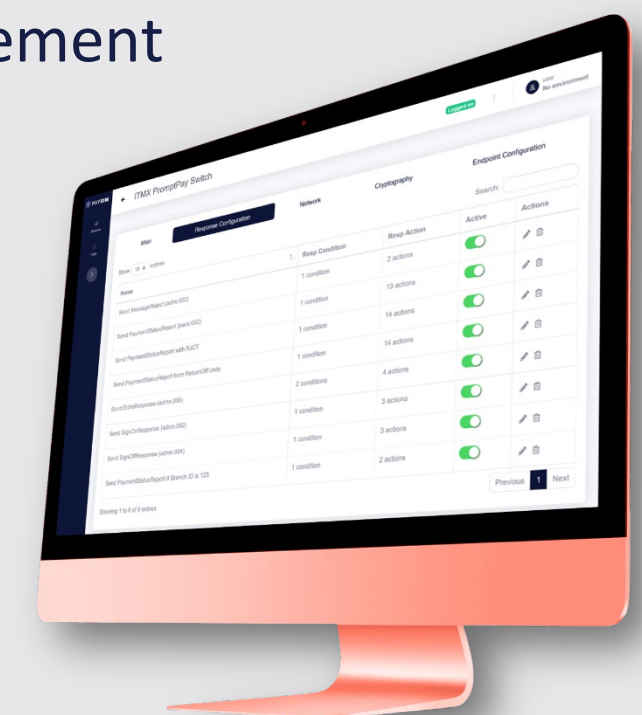 ement
user
Logged on
No environment
← ITMX PromptPay Switch
Main Response Configuration Network Cryptography Endpoint Configuration
Show 10 entries
Search:
Name Resp Condition Resp Action Active Actions
Send MessageReject (admi.002) 1 condition 2 actions
Send PaymentStatusReport (pacs.002) 1 condition 13 actions
Send PaymentStatusReport with fUCT 1 condition 14 actions
Send PaymentStatusReport from ReturnOfFunds 1 condition 14 actions
Send EchoResponse (admn.006) 2 conditions 4 actions
Send SignOnResponse (admn.002) 1 condition 3 actions
Send SignOffResponse (admn.004) 1 condition 3 actions
Send PaymentStatusReport if Branch ID is 123 1 condition 2 actions
Showing 1 to 8 of 8 entries
Previous 1 Next